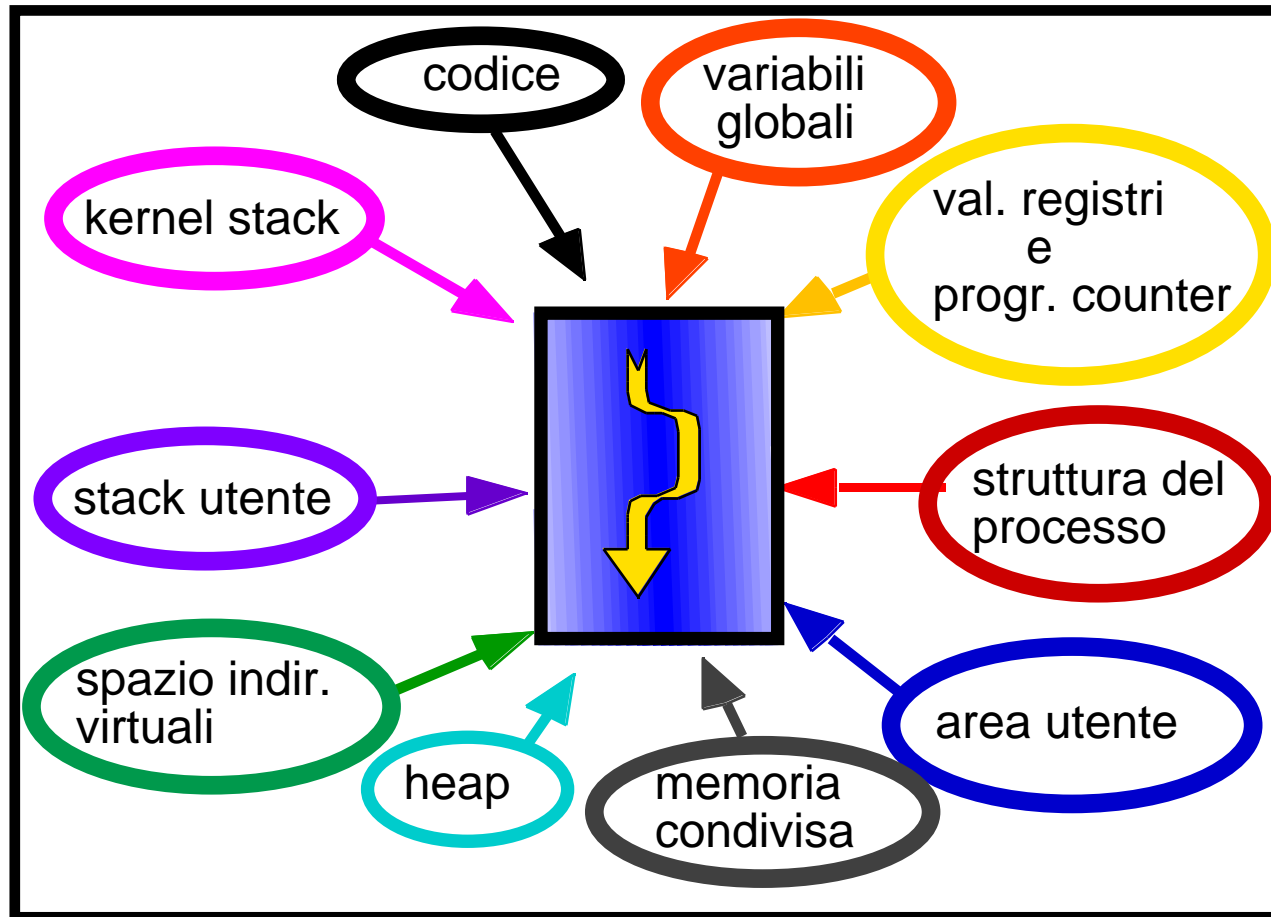 codice
variabili
globali
kernel stack
val. registri
e
progr. counter
stack utente
struttura del
processo
spazio indir.
virtuali
area utente
heap
memoria
condivisa